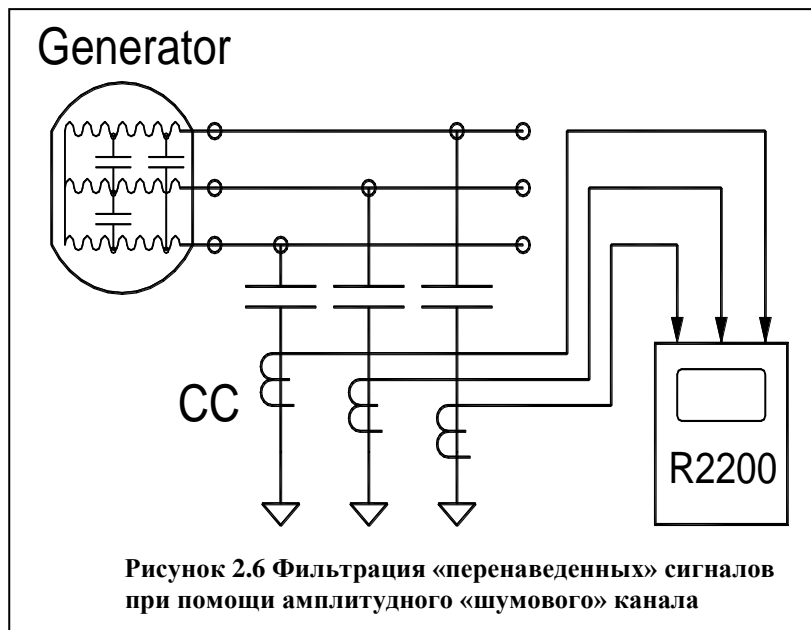 Generator
CC
R2200
Рисунок 2.6 Фильтрация «перенаведенных» сигналов
при помощи амплитудного «шумового» канала